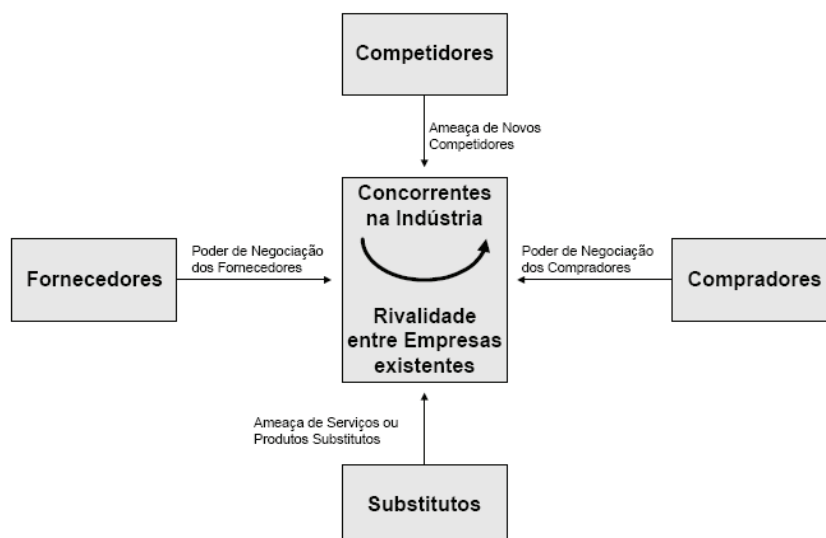 Competidores
Ameaça de Novos
Competidores
Concorrentes
na Indústria
Poder de Negociação
dos Fornecedores
Poder de Negociação
dos Compradores
Fornecedores
Compradores
Rivalidade
entre Empresas
existentes
Ameaça de Serviços ou
Produtos Substitutos
Substitutos